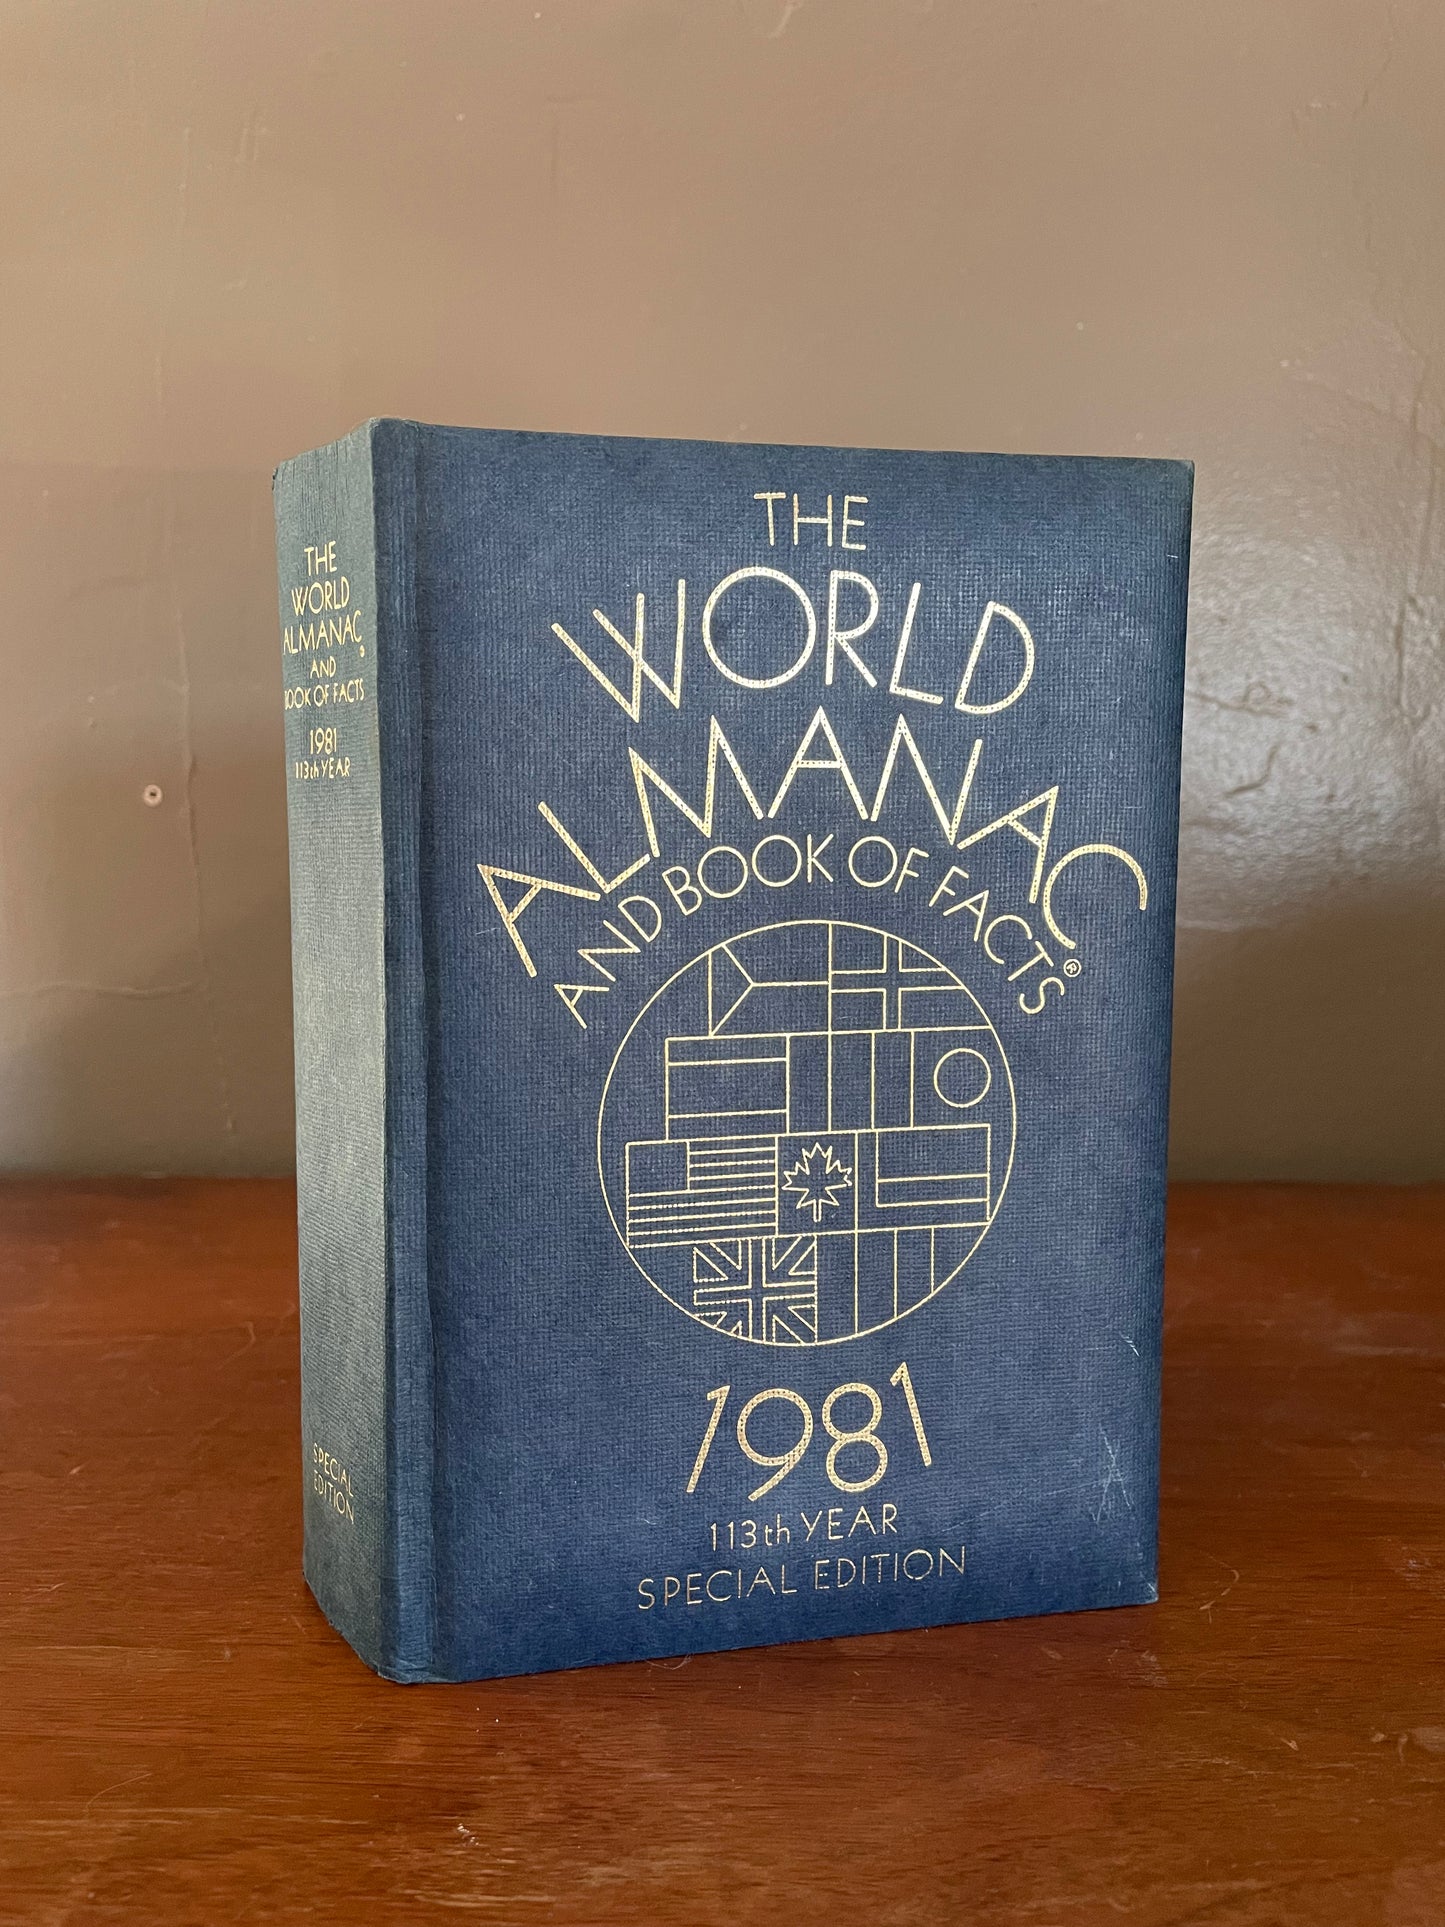 THE
WORLD
ALMANAC
AND
BOOK OF FACTS
1981
113th YEAR
SPECIAL
EDITION
THE
WORLD
ALMANAC
AND BOOK OF FACTS®
1981
113th YEAR
SPECIAL EDITION